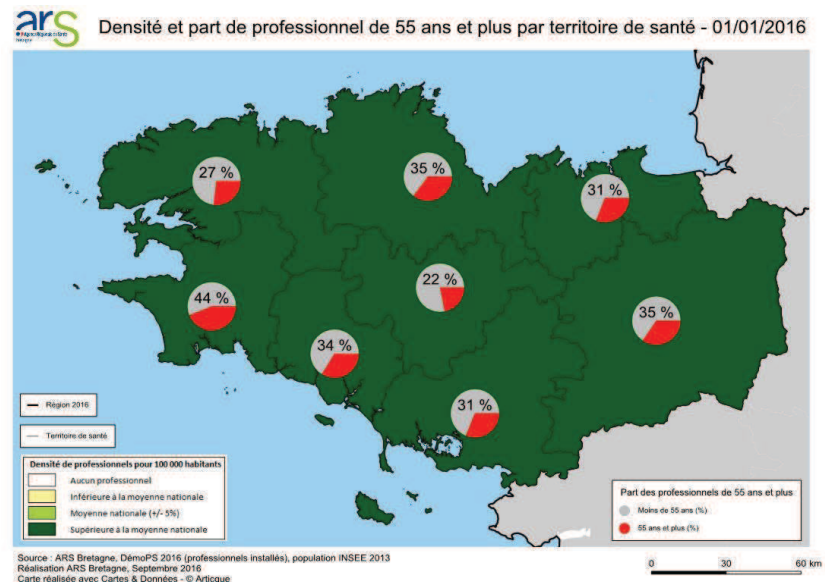 ars
Densité et part de professionnel de 55 ans et plus par territoire de santé - 01/01/2016
27 %
35 %
31 %
22 %
44 %
35 %
34 %
31 %
Région 2016
Territoire de santé
Densité de professionnels pour 100 000 habitants
Aucun professionnel
Inférieure à la moyenne nationale
Moyenne nationale (+/- 5%)
Supérieure à la moyenne nationale
Part des professionnels de 55 ans et plus
Moins de 55 ans (%)
55 ans et plus (%)
Source : ARS Bretagne, DémoPS 2016 (professionnels installés), population INSEE 2013
Réalisation ARS Bretagne, Septembre 2016
Carte réalisée avec Cartes & Données - © Articque
0 30 60 km